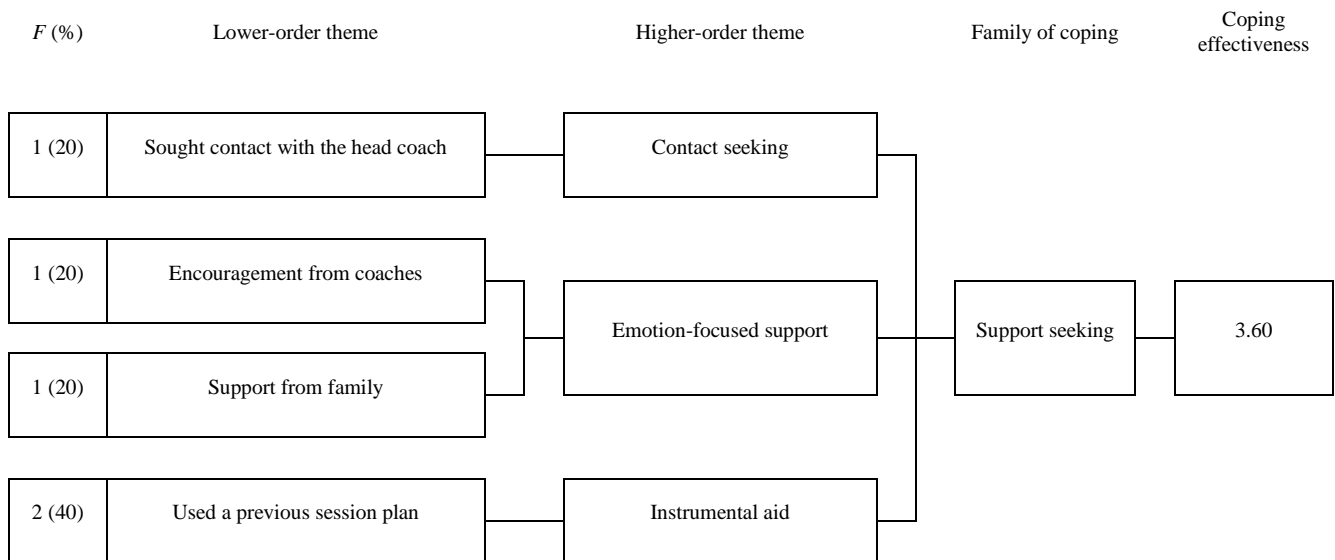 F (%)
Lower-order theme
Higher-order theme
Family of coping
Coping
effectiveness
1 (20)
Sought contact with the head coach
Contact seeking
1 (20)
Encouragement from coaches
Emotion-focused support
Support seeking
3.60
1 (20)
Support from family
2 (40)
Used a previous session plan
Instrumental aid